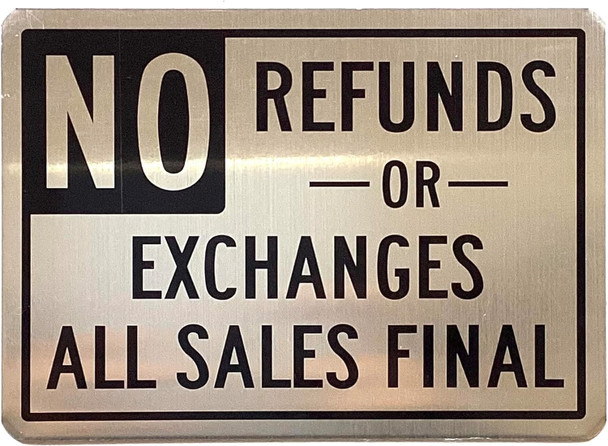 NO REFUNDS
OR
EXCHANGES
ALL SALES FINAL